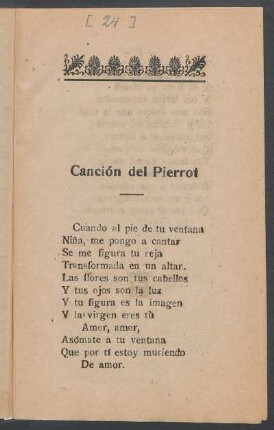 [24]
Canción del Pierrot
Cuando al pie de tu ventana
Niña, me pongo a cantar
Se me figura tu reja
Transformada en un altar.
Las flores son tus cabellos
Y tus ojos son la luz
Y tu figura es la imagen
Y la virgen eres tù
Amor, amor,
Asómate a tu ventana
Que por tí estoy muriendo
De amor.